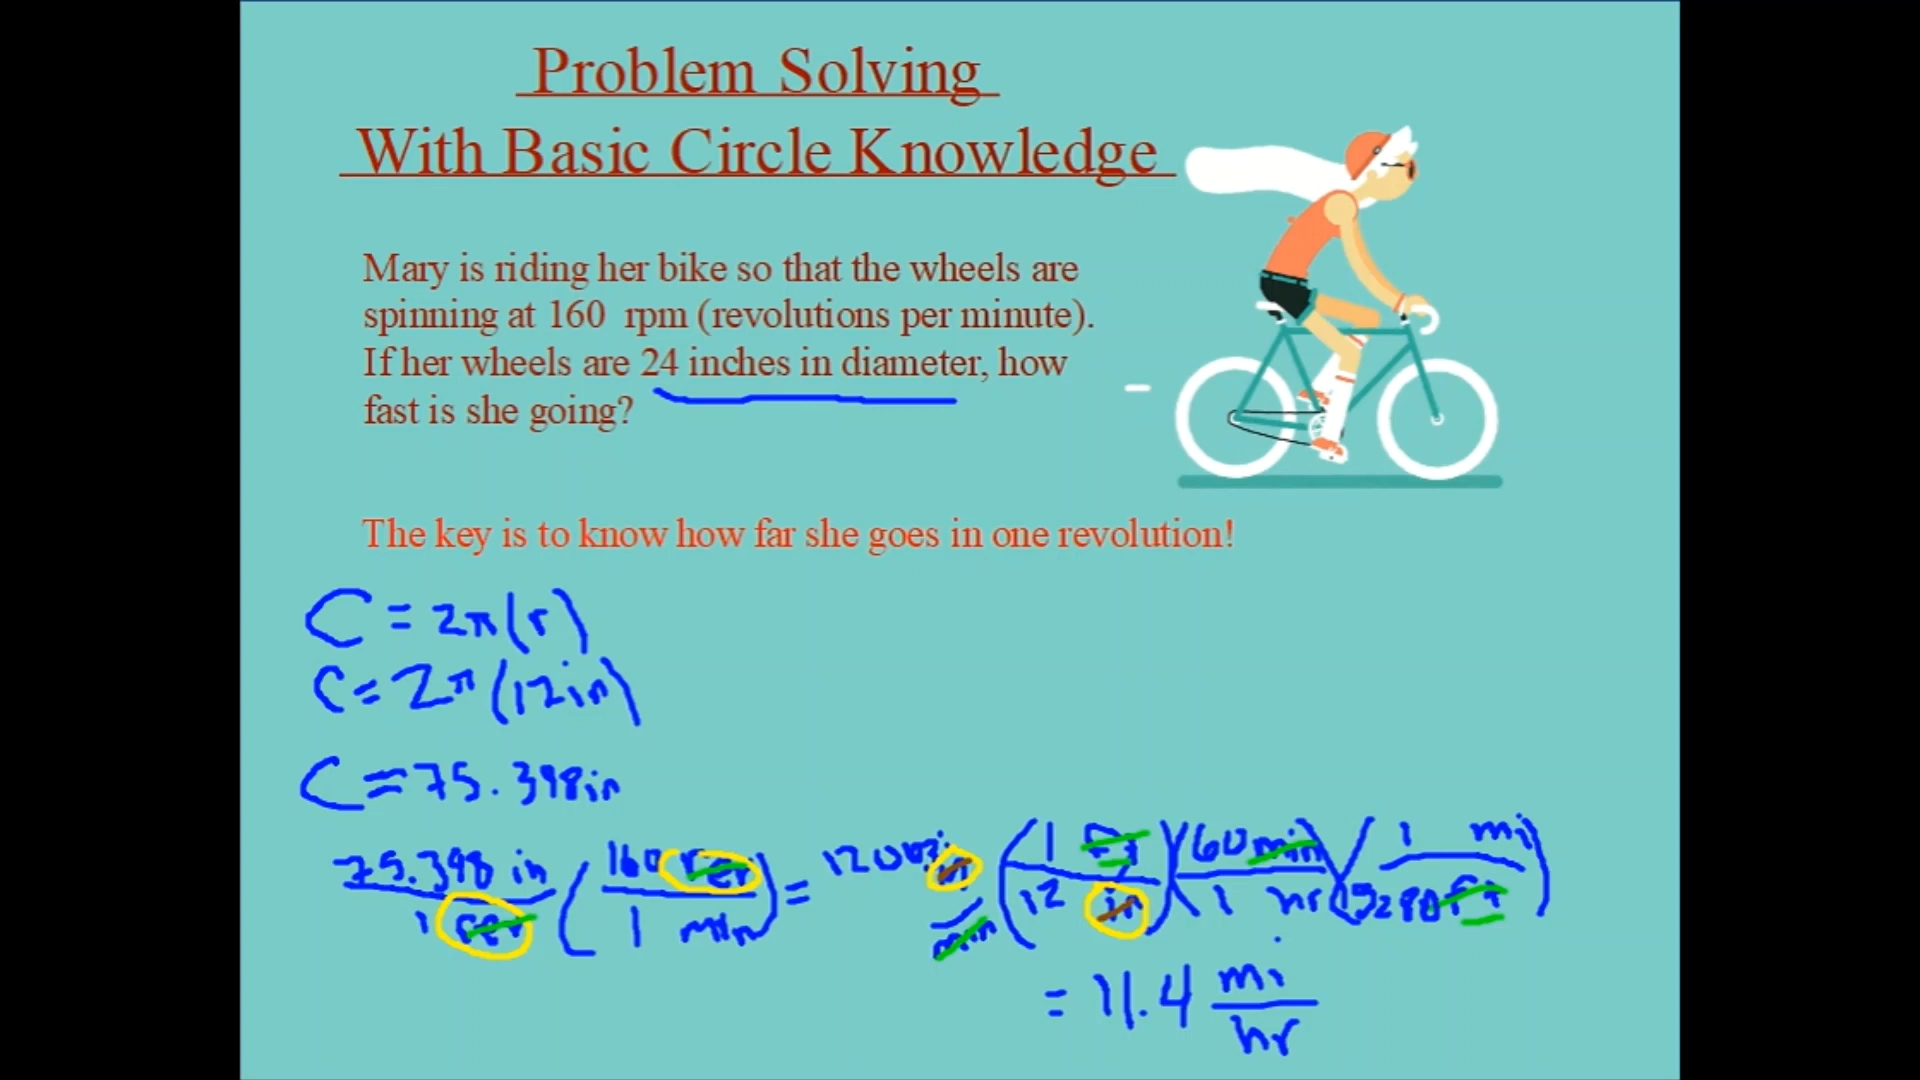 Problem Solving
With Basic Circle Knowledge
Mary is riding her bike so that the wheels are
spinning at 160 rpm (revolutions per minute).
If her wheels are 24 inches in diameter, how
fast is she going?
The key is to know how far she goes in one revolution!
C = 2π(r)
C = 2π(12in)
C = 75.398in
75.398 in / 1 rev (160 rev / 1 min) = in / min (1 ft / 12 in)(60 min / 1 hr)(1 mi / 5280 ft)
= 11.4 mi / hr